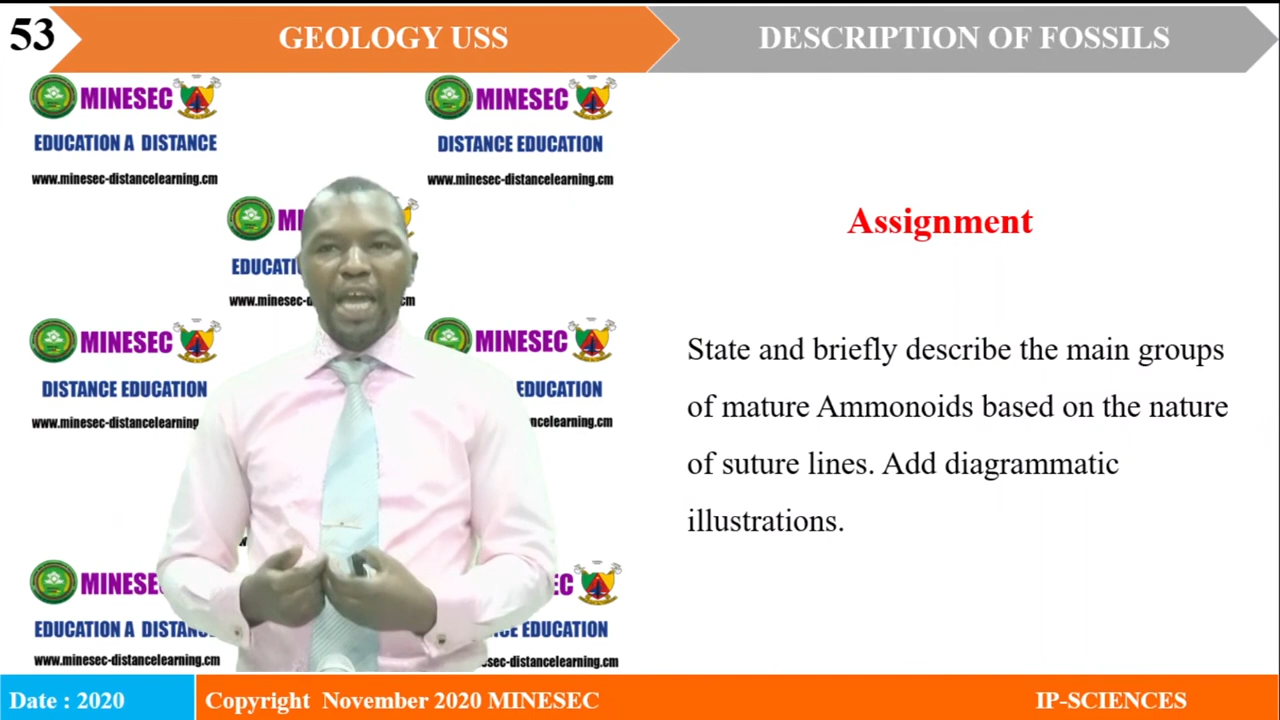 53
GEOLOGY USS
DESCRIPTION OF FOSSILS
MINESEC
EDUCATION A DISTANCE
www.minesec-distancelearning.cm
MINESEC
DISTANCE EDUCATION
www.minesec-distancelearning.cm
Assignment
State and briefly describe the main groups
of mature Ammonoids based on the nature
of suture lines. Add diagrammatic
illustrations.
MINESEC
DISTANCE EDUCATION
MINESEC
EDUCATION
EDUCATION A
www.minesec-distancelearning.cm
EDUCATION
Date : 2020
Copyright November 2020 MINESEC
IP-SCIENCES